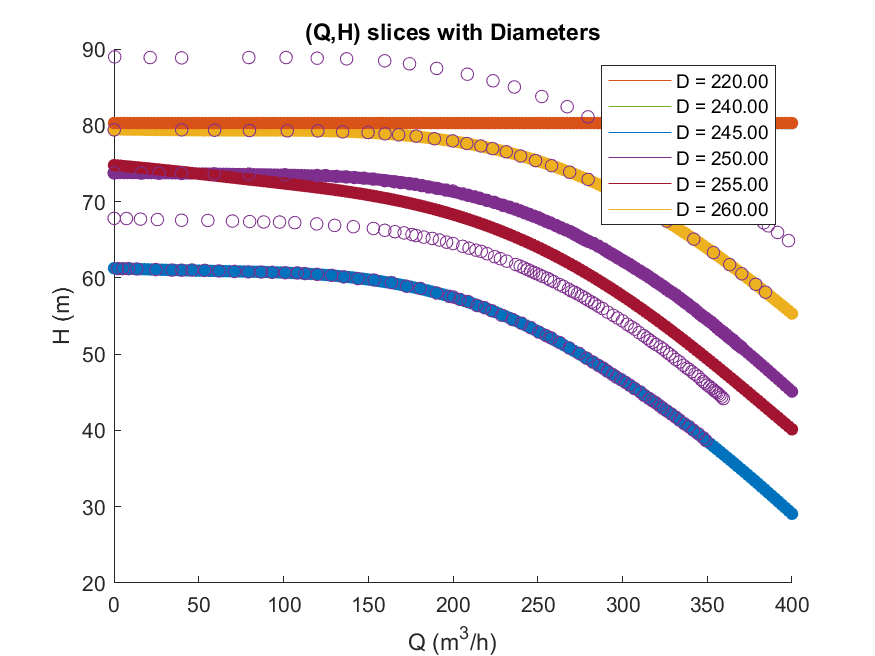 (Q,H) slices with Diameters
90
80
70
60
50
40
30
20
H (m)
D = 220.00
D = 240.00
D = 245.00
D = 250.00
D = 255.00
D = 260.00
0 50 100 150 200 250 300 350 400
Q (m³/h)